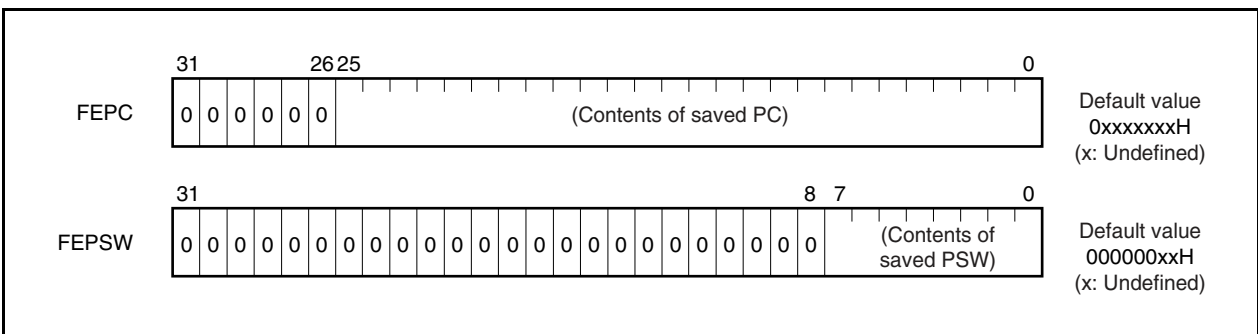 31 26 25 0
FEPC 0 0 0 0 0 0 (Contents of saved PC)
Default value
0xxxxxxxH
(x: Undefined)
31 8 7 0
FEPSW 0 0 0 0 0 0 0 0 0 0 0 0 0 0 0 0 0 0 0 0 0 0 0 0 (Contents of
saved PSW)
Default value
000000xxH
(x: Undefined)